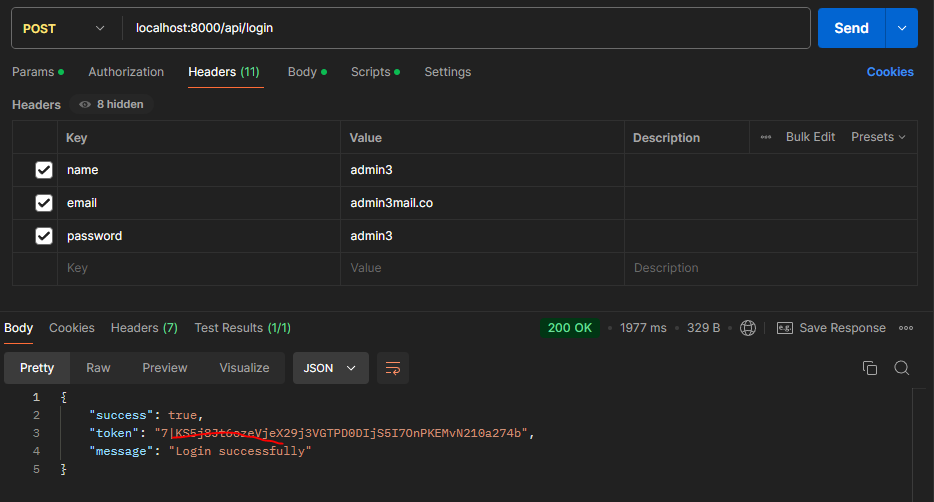 POST localhost:8000/api/login Send
Params Authorization Headers (11) Body Scripts Settings Cookies
Headers 8 hidden
Key Value Description Bulk Edit Presets
name admin3
email admin3mail.co
password admin3
Key Value Description
Body Cookies Headers (7) Test Results (1/1) 200 OK 1977 ms 329 B e.g. Save Response
Pretty Raw Preview Visualize JSON
1 {
2 "success": true,
3 "token": "7|KS5j8Jt6ozeVjeX29j3VGTPD0DIjS5I7OnPKEMvN210a274b",
4 "message": "Login successfully"
5 }